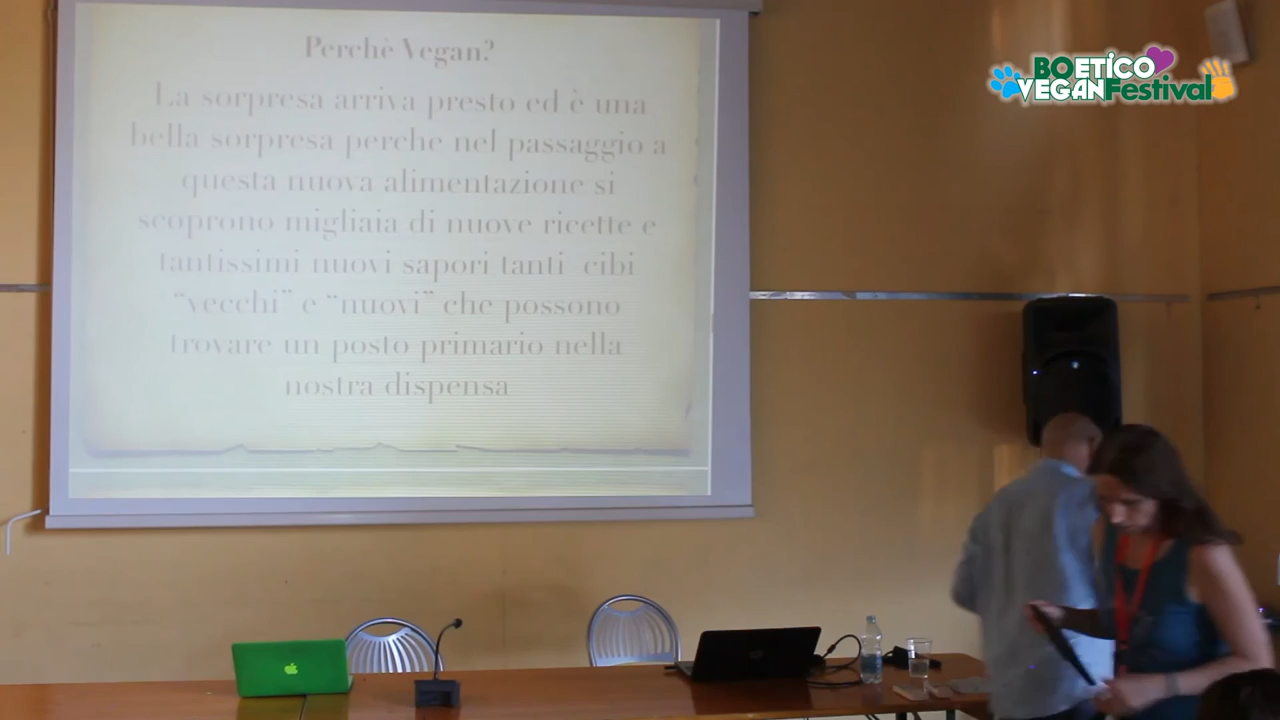 Perchè Vegan?
La sorpresa arriva presto ed è una
bella sorpresa perche nel passaggio a
questa nuova alimentazione si
scoprono migliaia di nuove ricette e
tantissimi nuovi sapori tanti cibi
“vecchi” e “nuovi” che possono
trovare un posto primario nella
nostra dispensa
BOETICO
VEGANFestival